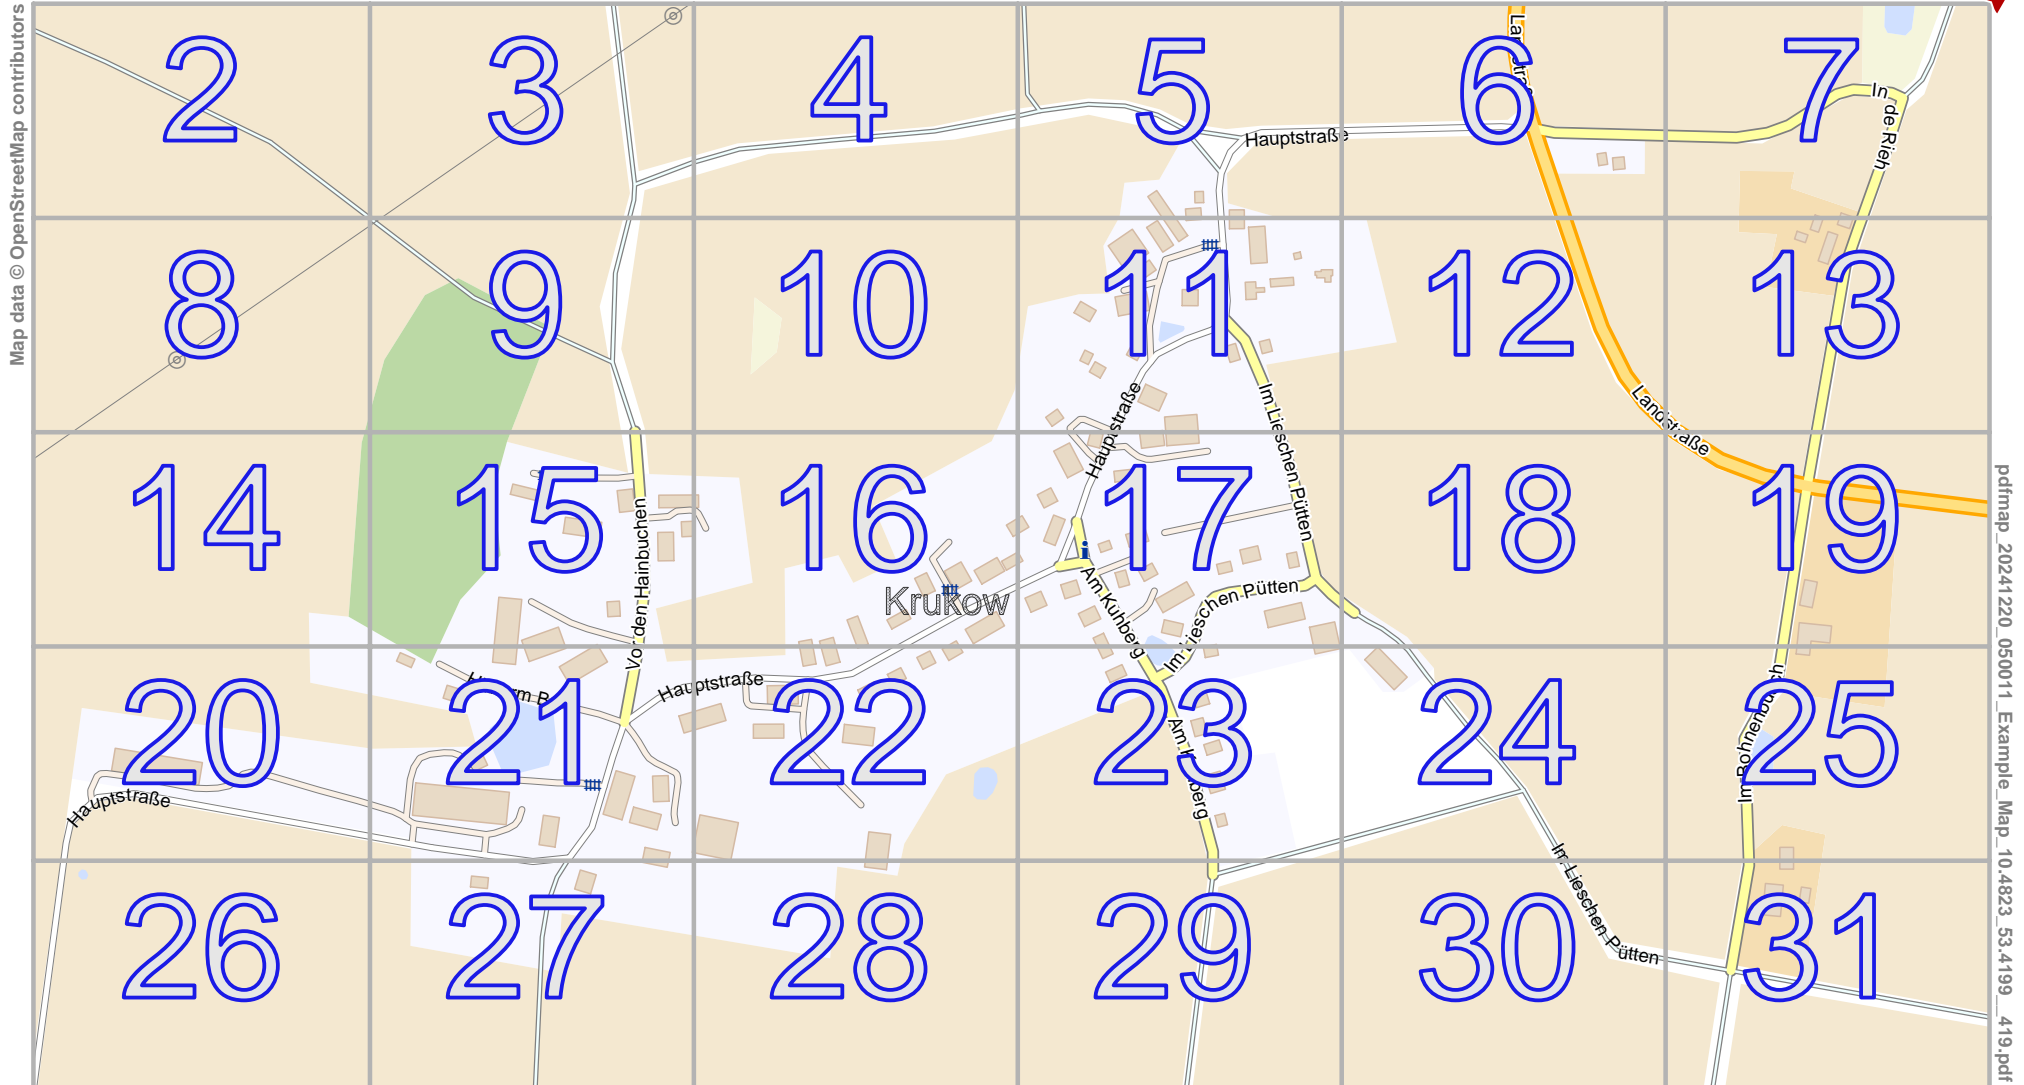 Map data © OpenStreetMap contributors
2 3 4 5 6 7
Hauptstraße
In de Rieh
8 9 10 11 12 13
Hauptstraße
Im Lieschen Pütten
Landstraße
14 15 16 17 18 19
Vor den Hainbuchen
Krukow
Am Kühberg
Im Lieschen Pütten
20 21 22 23 24 25
Hauptstraße
Hauptstraße
Im Bohnenbusch
Im Lieschen Pütten
26 27 28 29 30 31
pdfmap_20241220_050011_Example_Map_10.4823_53.4199__419.pdf